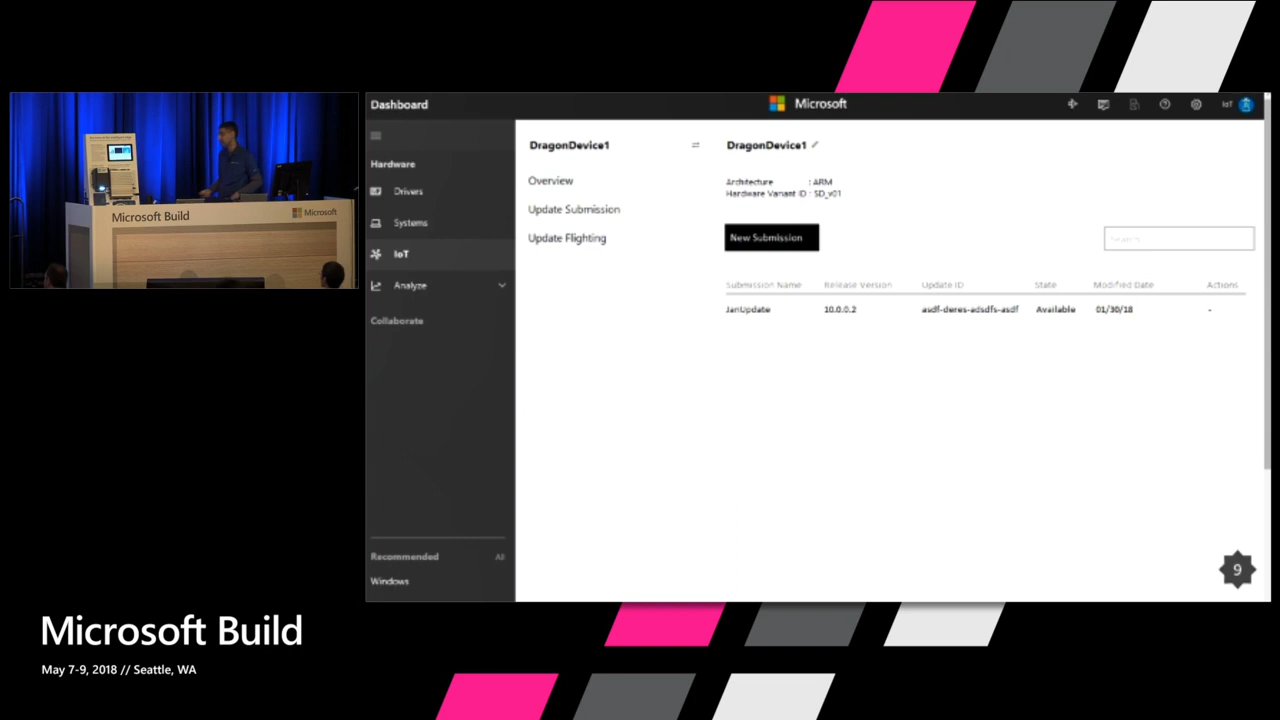 Dashboard
Microsoft
IoT
Hardware
Drivers
Systems
IoT
Analyze
Collaborate
Recommended
All
Windows
DragonDevice1
Overview
Update Submission
Update Flighting
DragonDevice1
Architecture : ARM
Hardware Variant ID : SD_v01
New Submission
Search
Submission Name Release Version Update ID State Modified Date Actions
JanUpdate 10.0.0.2 asdf-deres-adsdfs-asdf Available 01/30/18 -
9
Microsoft Build
Microsoft
Microsoft Build
May 7-9, 2018 // Seattle, WA